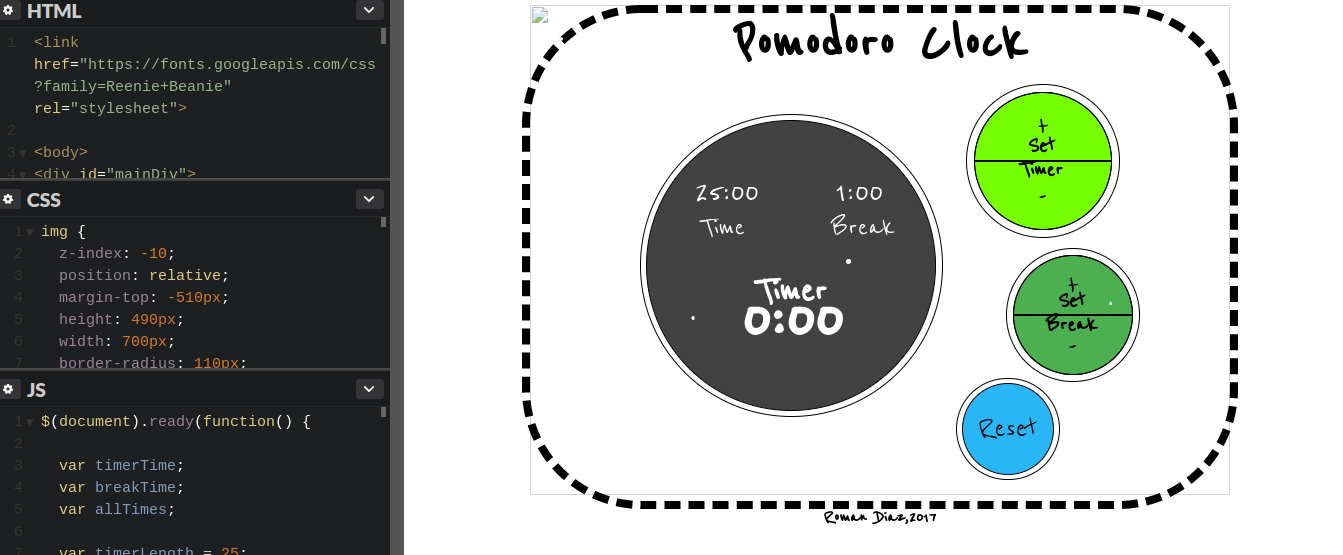 HTML
1 <link
href="https://fonts.googleapis.com/css
?family=Reenie+Beanie"
rel="stylesheet">
2
3 <body>
4 <div id="mainDiv">
CSS
1 img {
2 z-index: -10;
3 position: relative;
4 margin-top: -510px;
5 height: 490px;
6 width: 700px;
7 border-radius: 110px;
JS
1 $(document).ready(function() {
2
3 var timerTime;
4 var breakTime;
5 var allTimes;
6
7 var timerLength = 25;
Pomodoro Clock
25:00 1:00
Time Break
Timer
0:00
+
Set
Timer
-
+
Set
Break
-
Reset
Roman Diaz,2017